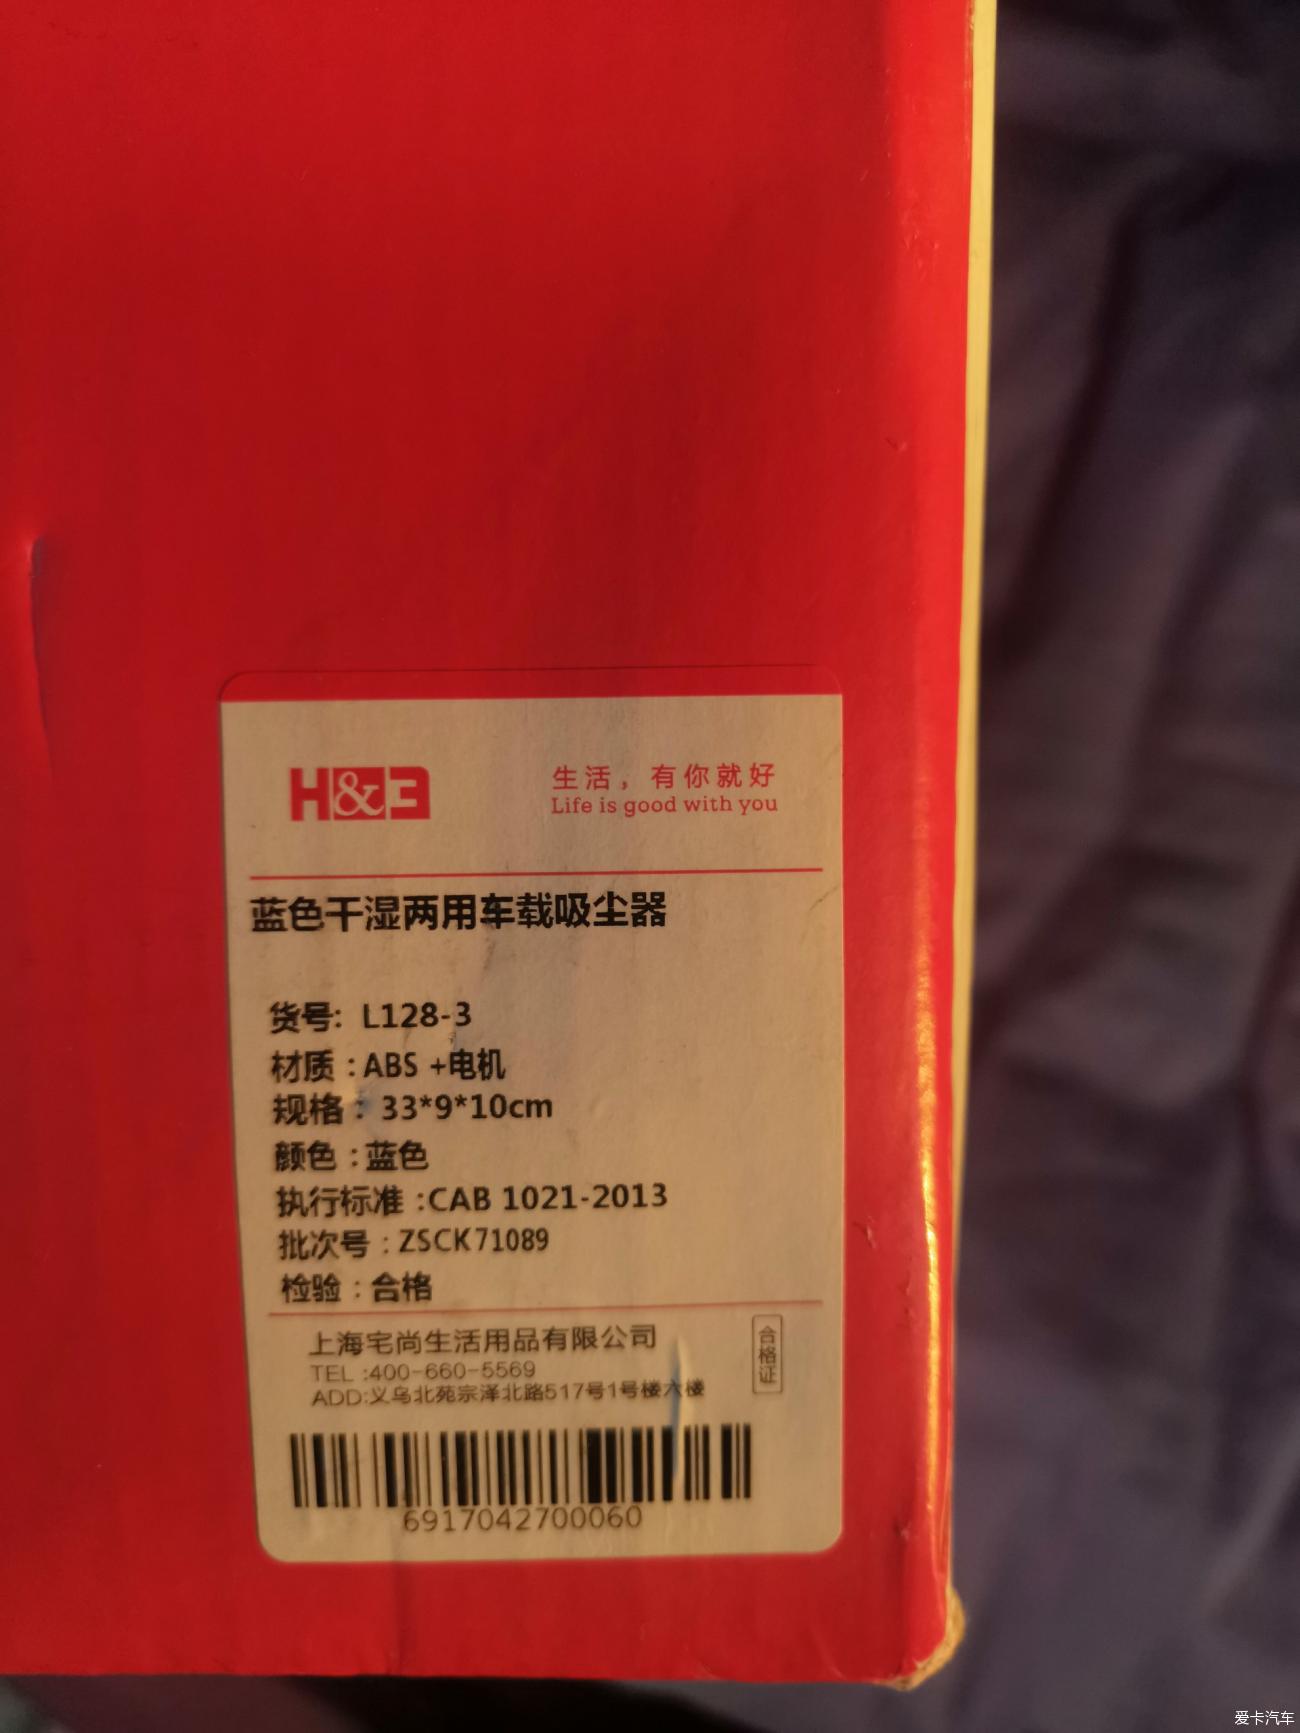 H&E
生活，有你就好
Life is good with you
蓝色干湿两用车载吸尘器
货号: L128-3
材质:ABS +电机
规格: 33*9*10cm
颜色:蓝色
执行标准:CAB 1021-2013
批次号:ZSCK71089
检验:合格
上海宅尚生活用品有限公司
TEL :400-660-5569
ADD:义乌北苑宗泽北路517号1号楼六楼
合格证
6917042700060
爱卡汽车